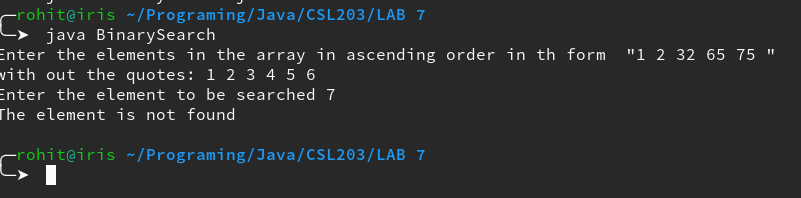 rohit@iris ~/Programing/Java/CSL203/LAB 7
➤ java BinarySearch
Enter the elements in the array in ascending order in th form  "1 2 32 65 75 "
with out the quotes: 1 2 3 4 5 6
Enter the element to be searched 7
The element is not found
rohit@iris ~/Programing/Java/CSL203/LAB 7
➤